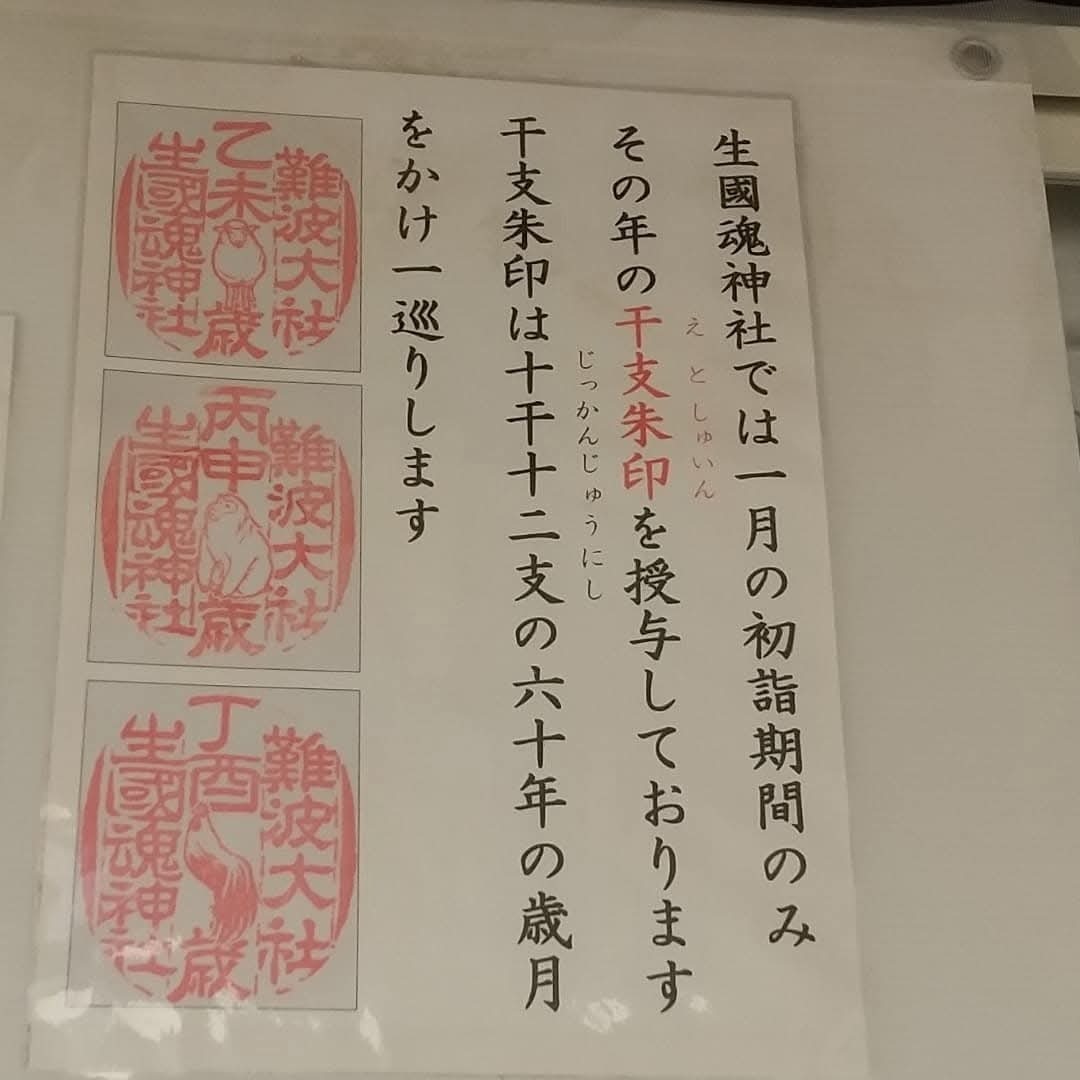 生國魂神社では一月の初詣期間のみ
その年の干支朱印を授与しております
えとしゅいん
干支朱印は十干十二支の六十年の歳月
じっかんじゅうにし
をかけ一巡りします
難波大社
乙未歳
生國魂神社
難波大社
丙申歳
生國魂神社
難波大社
丁酉歳
生國魂神社